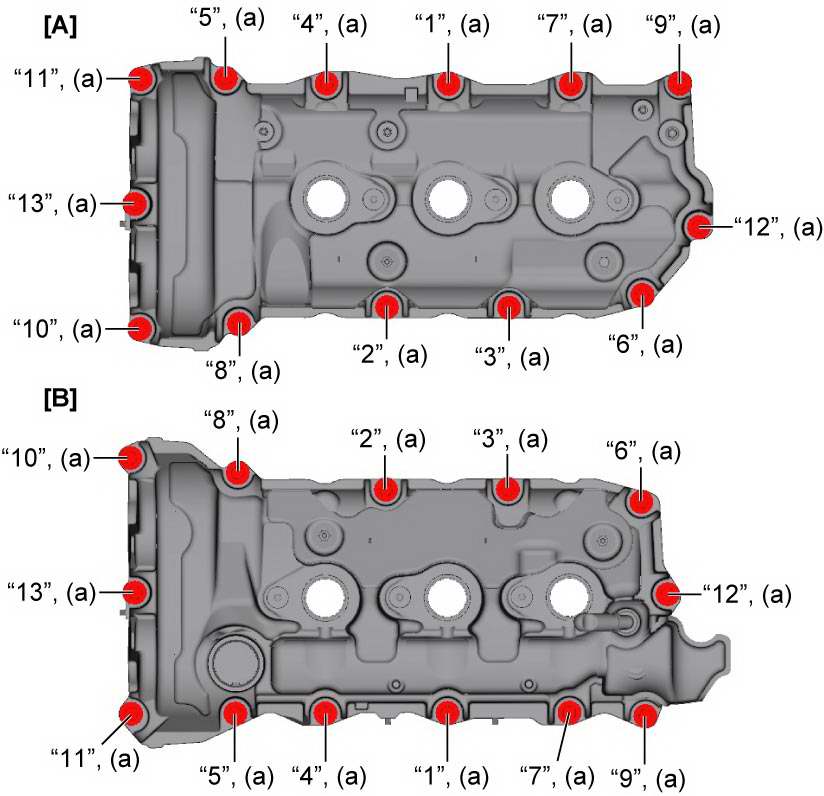 [A]
“5”, (a)
“4”, (a)
“1”, (a)
“7”, (a)
“9”, (a)
“11”, (a)
“13”, (a)
“12”, (a)
“10”, (a)
“8”, (a)
“2”, (a)
“3”, (a)
“6”, (a)
[B]
“8”, (a)
“2”, (a)
“3”, (a)
“6”, (a)
“10”, (a)
“13”, (a)
“12”, (a)
“11”, (a)
“5”, (a)
“4”, (a)
“1”, (a)
“7”, (a)
“9”, (a)